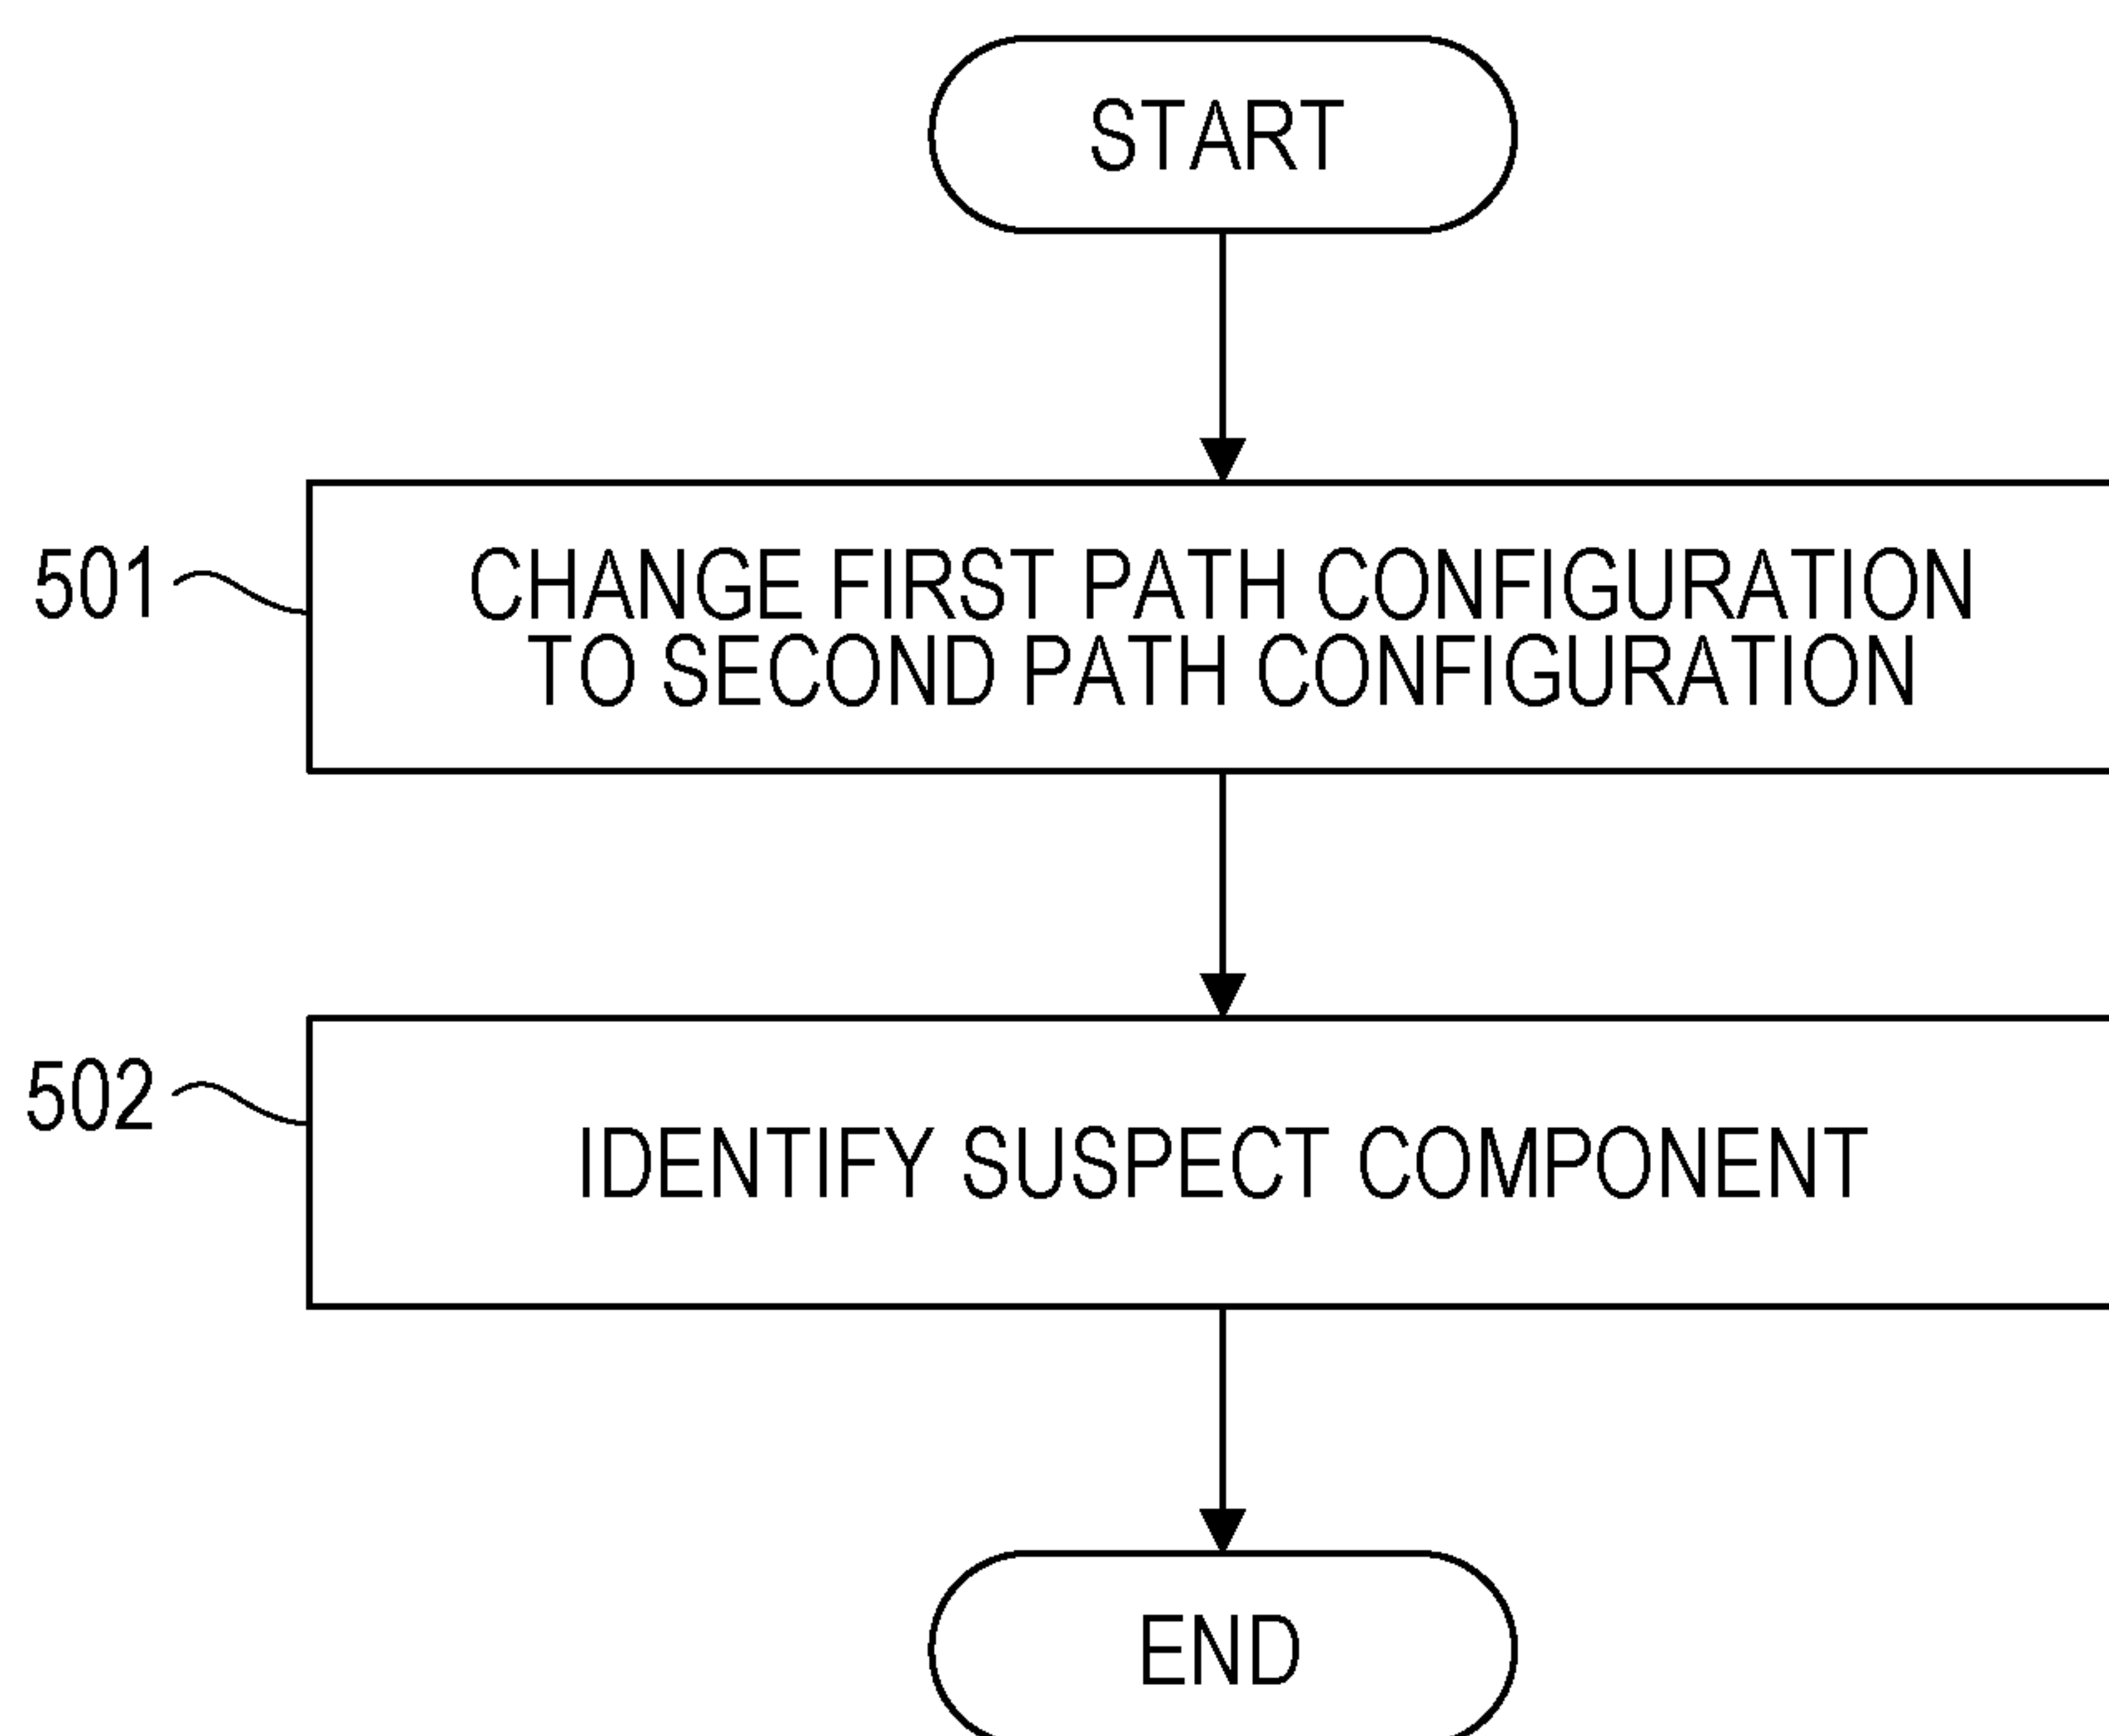 START
501
CHANGE FIRST PATH CONFIGURATION
TO SECOND PATH CONFIGURATION
502
IDENTIFY SUSPECT COMPONENT
END